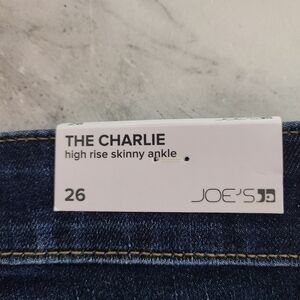 THE CHARLIE
high rise skinny ankle
26 JOE'S